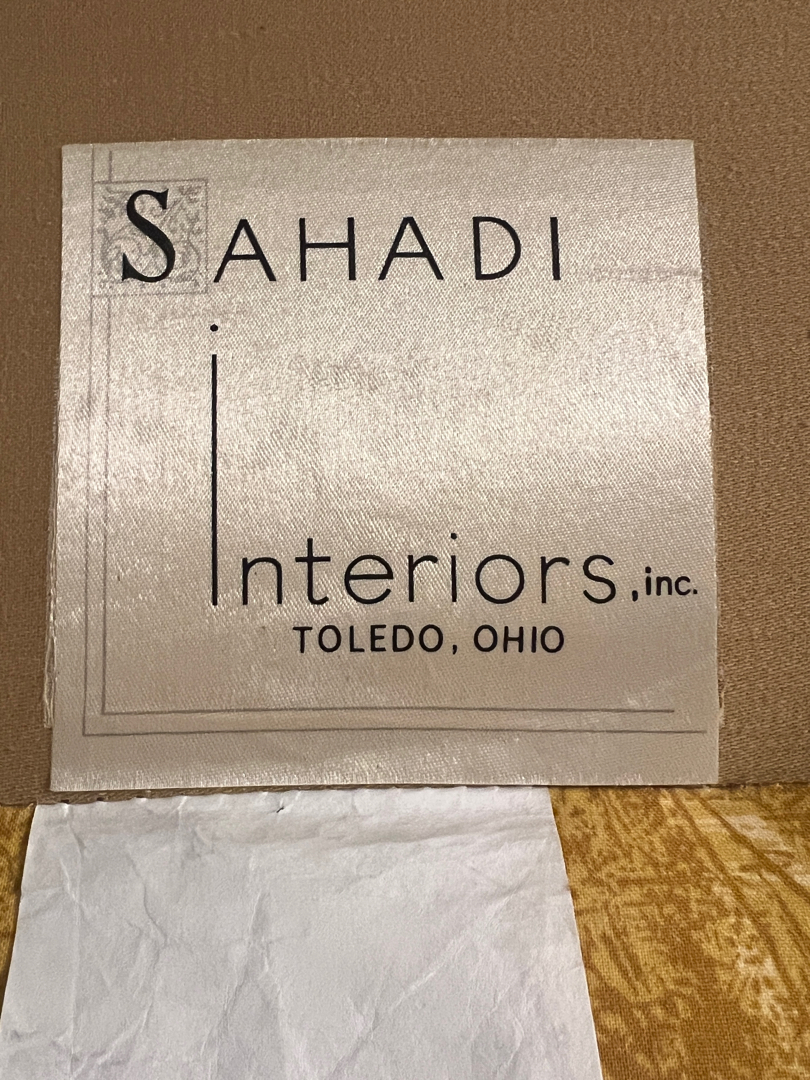 SAHADI
interiors, inc.
TOLEDO, OHIO